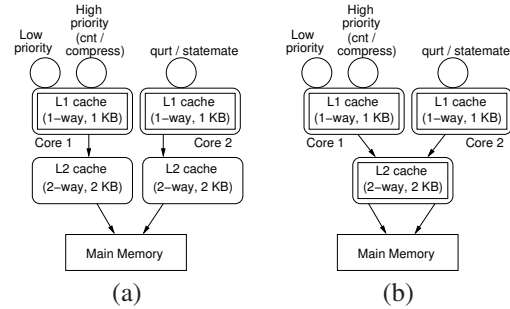 High
priority
(cnt /
compress)
Low
priority
qurt / statemate
L1 cache
(1−way, 1 KB)
L1 cache
(1−way, 1 KB)
Core 1
Core 2
L2 cache
(2−way, 2 KB)
L2 cache
(2−way, 2 KB)
Main Memory
(a)
High
priority
(cnt /
compress)
Low
priority
qurt / statemate
L1 cache
(1−way, 1 KB)
L1 cache
(1−way, 1 KB)
Core 1
Core 2
L2 cache
(2−way, 2 KB)
Main Memory
(b)